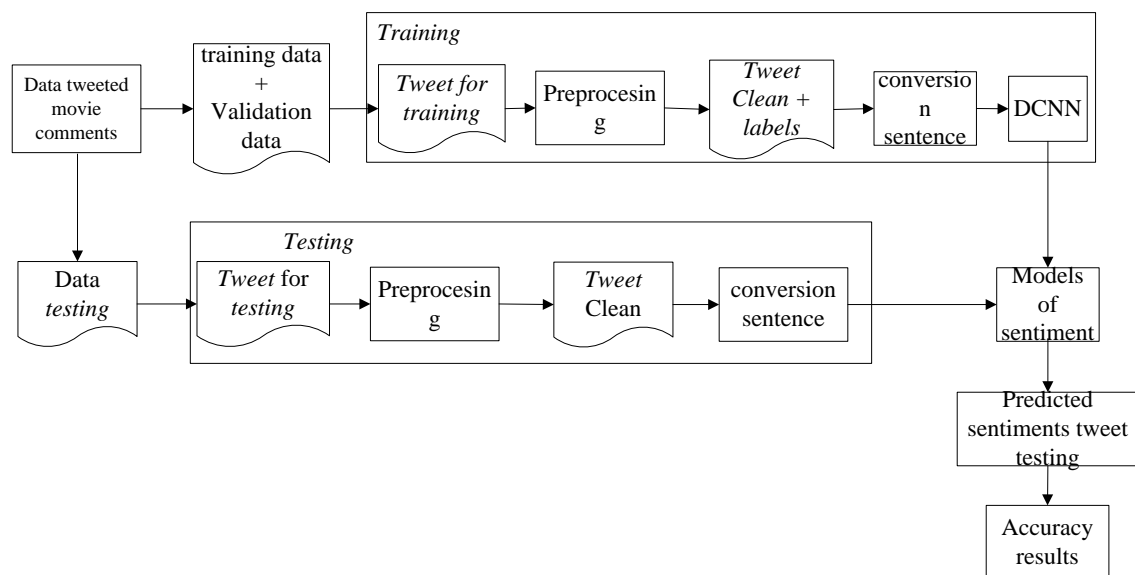 Training
Data tweeted
movie
comments
training data
+
Validation
data
Tweet for
training
Preprocesin
g
Tweet
Clean +
labels
conversio
n
sentence
DCNN
Testing
Data
testing
Tweet for
testing
Preprocesin
g
Tweet
Clean
conversion
sentence
Models
of
sentiment
Predicted
sentiments tweet
testing
Accuracy
results